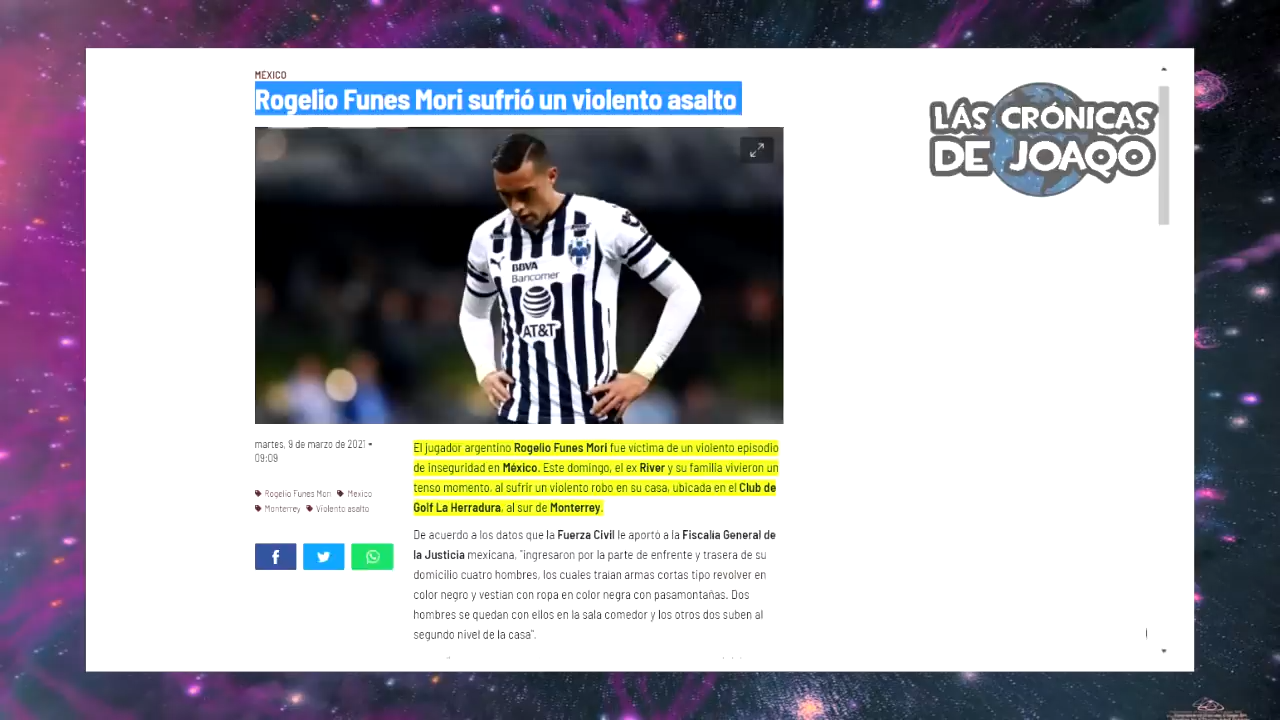 MÉXICO
Rogelio Funes Mori sufrió un violento asalto
LÁS CRÓNICAS
DE JOAQO
BBVA
Bancomer
AT&T
martes, 9 de marzo de 2021 •
09:09
Rogelio Funes Mori México
Monterrey Violento asalto
El jugador argentino Rogelio Funes Mori fue víctima de un violento episodio
de inseguridad en México. Este domingo, el ex River y su familia vivieron un
tenso momento, al sufrir un violento robo en su casa, ubicada en el Club de
Golf La Herradura, al sur de Monterrey.
De acuerdo a los datos que la Fuerza Civil le aportó a la Fiscalía General de
la Justicia mexicana, "ingresaron por la parte de enfrente y trasera de su
domicilio cuatro hombres, los cuales traían armas cortas tipo revolver en
color negro y vestían con ropa en color negra con pasamontañas. Dos
hombres se quedan con ellos en la sala comedor y los otros dos suben al
segundo nivel de la casa".